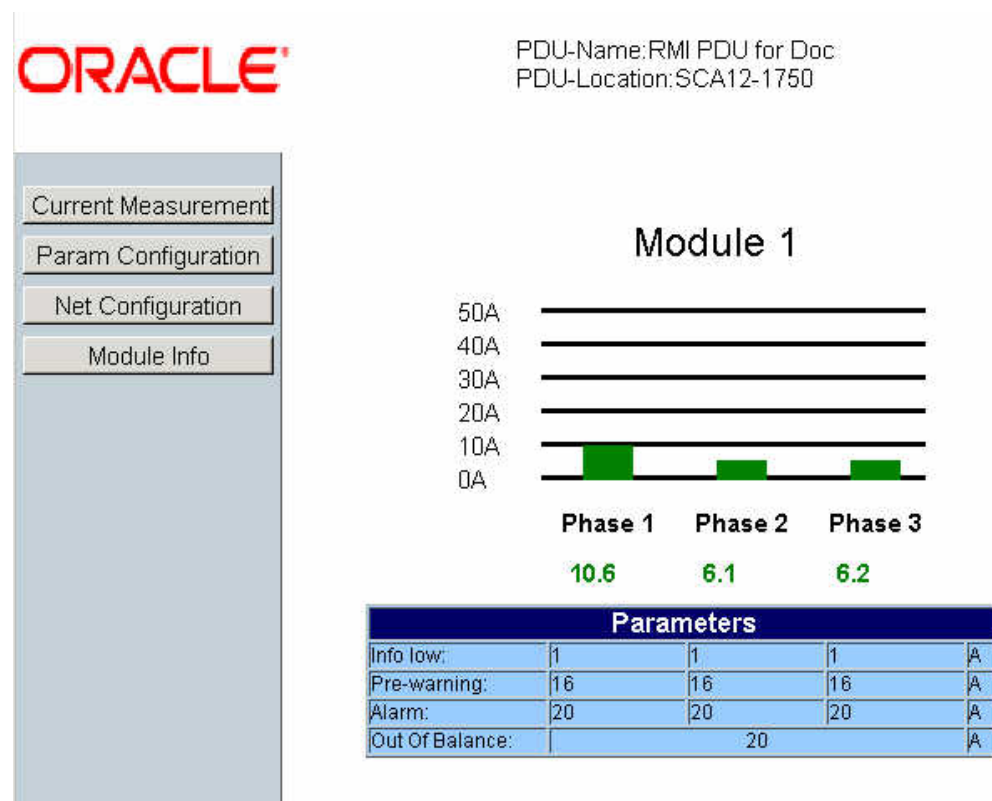 ORACLE
PDU-Name:RMI PDU for Doc
PDU-Location:SCA12-1750
Current Measurement
Param Configuration
Net Configuration
Module Info
Module 1
50A
40A
30A
20A
10A
0A
Phase 1 Phase 2 Phase 3
10.6 6.1 6.2
Parameters
Info low: 1 1 1 A
Pre-warning: 16 16 16 A
Alarm: 20 20 20 A
Out Of Balance: 20 A